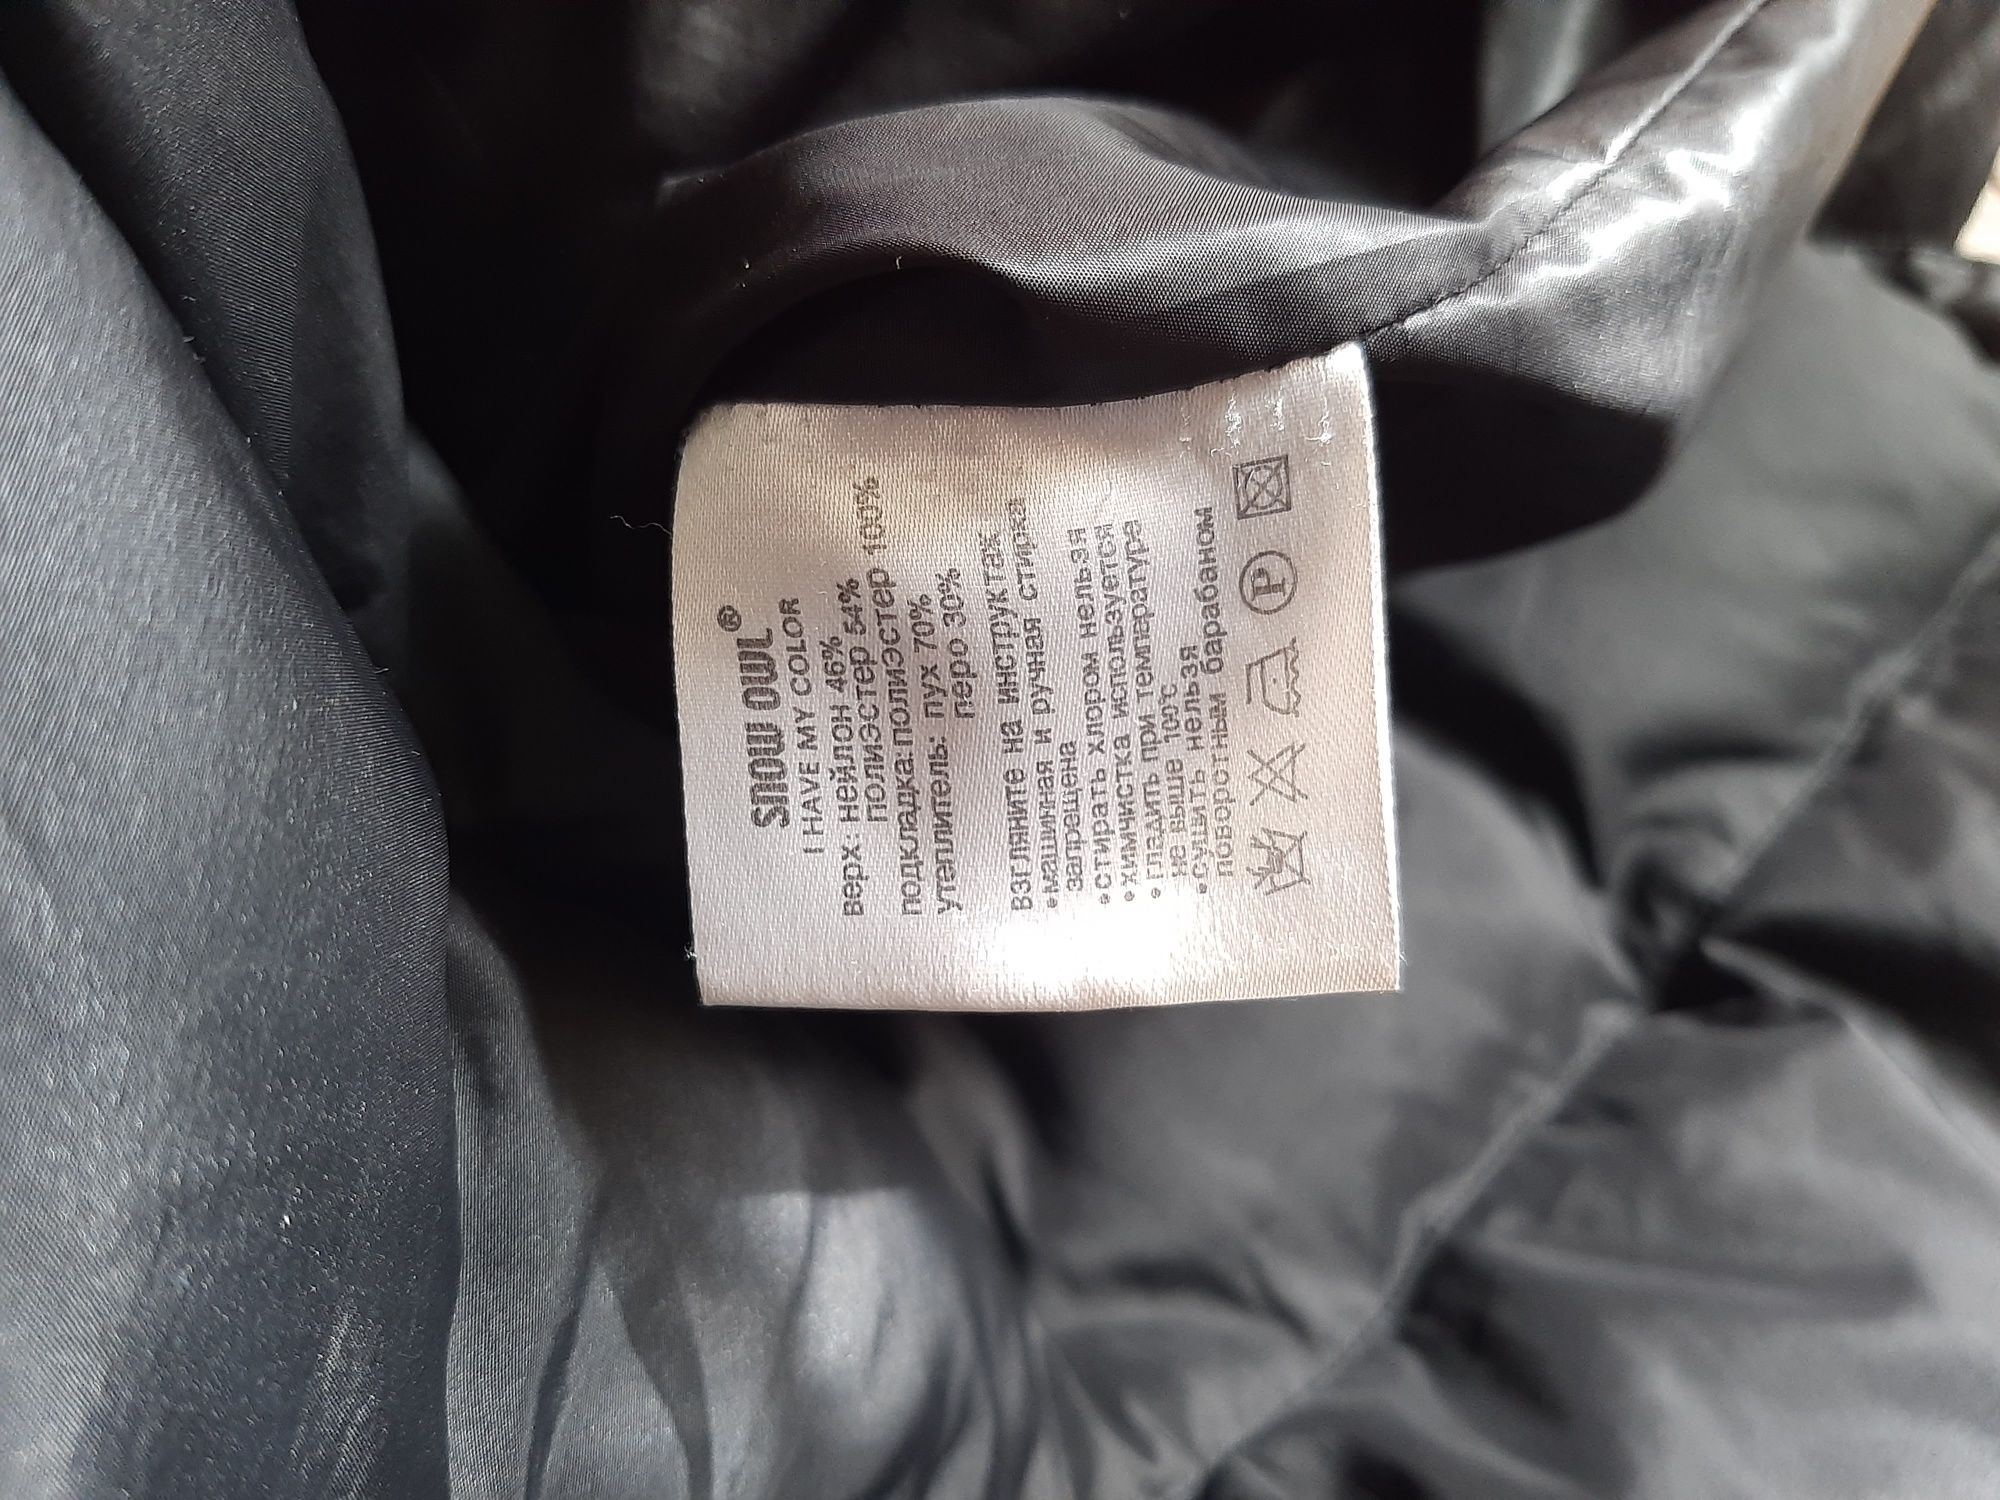 SNOW OWL®
I HAVE MY COLOR
верх: нейлон 46%
полиэстер 54%
подкладка:полиэстер 100%
утеплитель: пух 70%
перо 30%
взгляните на инструктаж
•машинная и ручная стирка
запрещена
•стирать хлором нельзя
•химчистка используется
•гладить при температуре
не выше 100℃
•сушить нельзя
поворотным барабаном
P